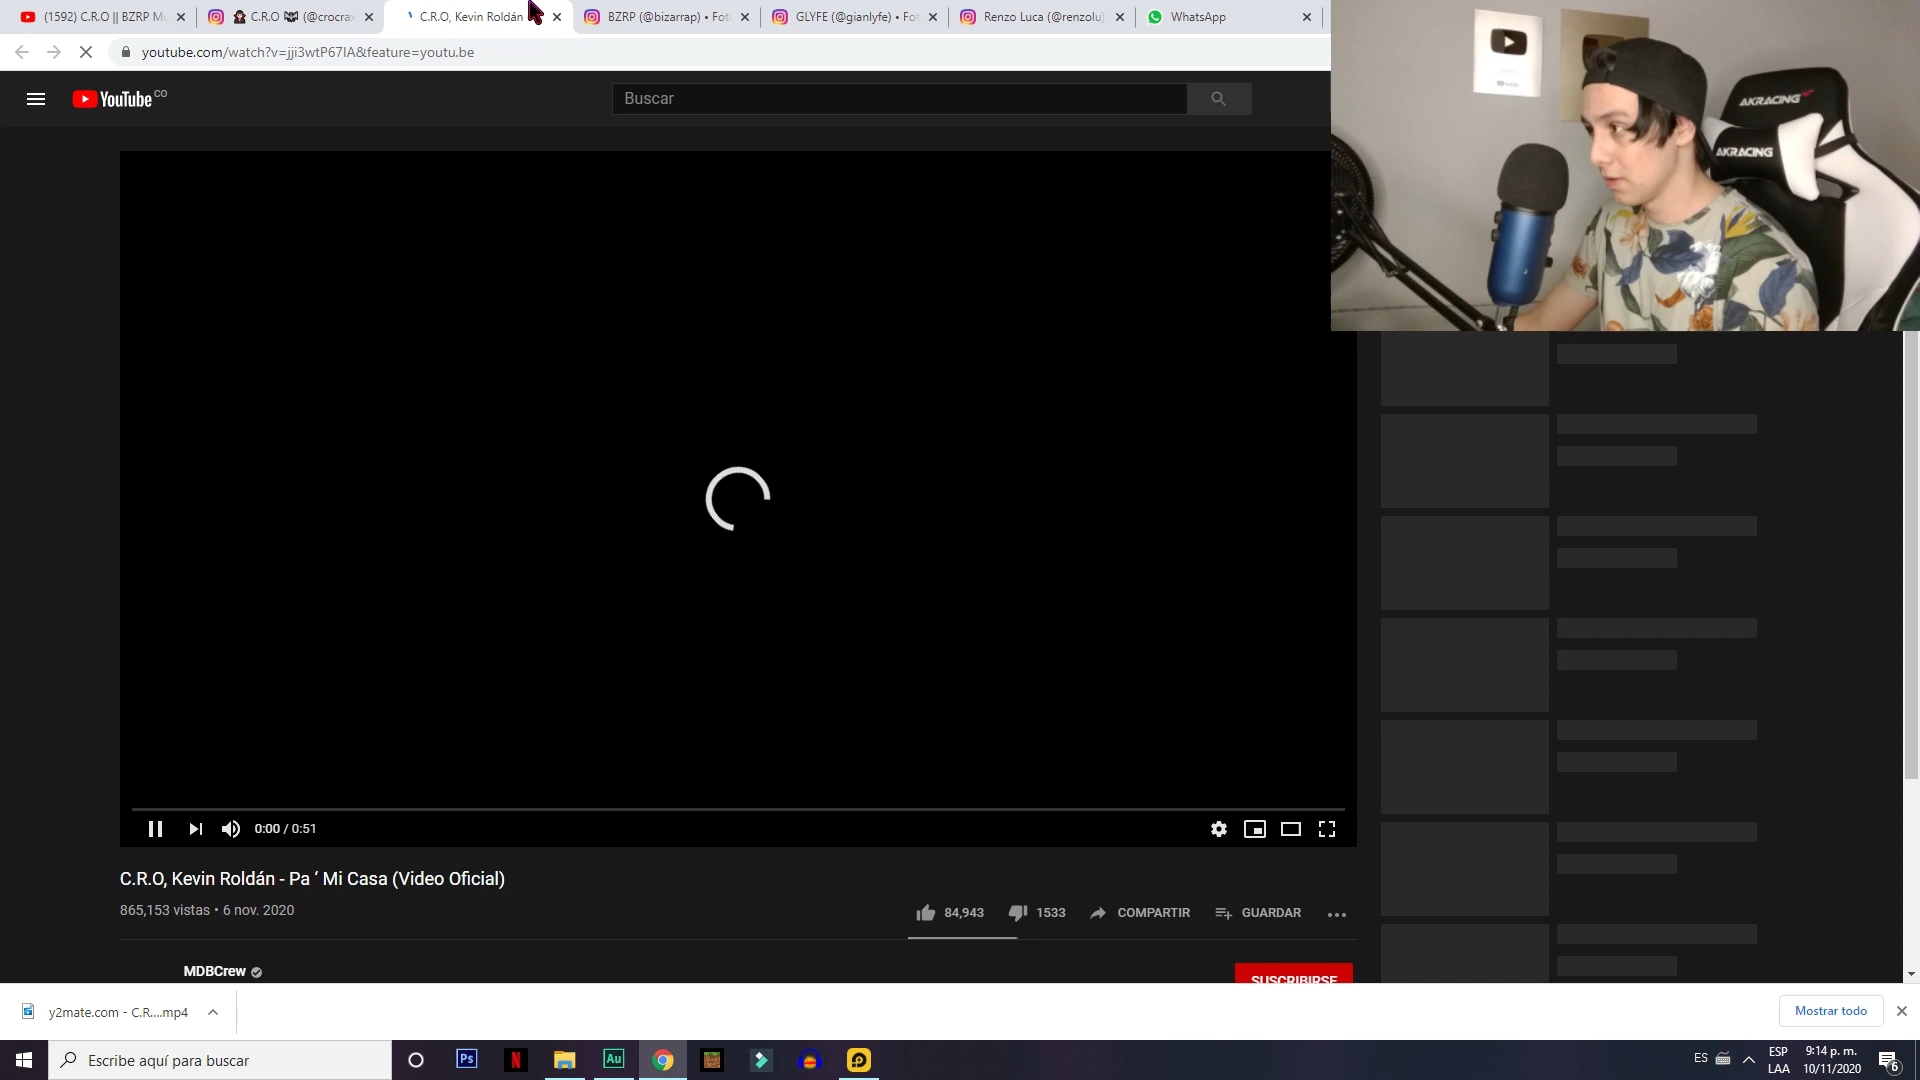 (1592) C.R.O || BZRP Mu
C.R.O (@crocrax
C.R.O, Kevin Roldán
BZRP (@bizarrap) • Fot
GLYFE (@gianlyfe) • Fot
Renzo Luca (@renzolu
WhatsApp
youtube.com/watch?v=jji3wtP67IA&feature=youtu.be
YouTube CO
Buscar
AKRACING
AKRACING
0:00 / 0:51
C.R.O, Kevin Roldán - Pa ‘ Mi Casa (Video Oficial)
865,153 vistas • 6 nov. 2020
84,943
1533
COMPARTIR
GUARDAR
MDBCrew
SUSCRIBIRSE
y2mate.com - C.R....mp4
Mostrar todo
Escribe aquí para buscar
Ps
N
Au
ES
ESP
LAA
9:14 p. m.
10/11/2020
6